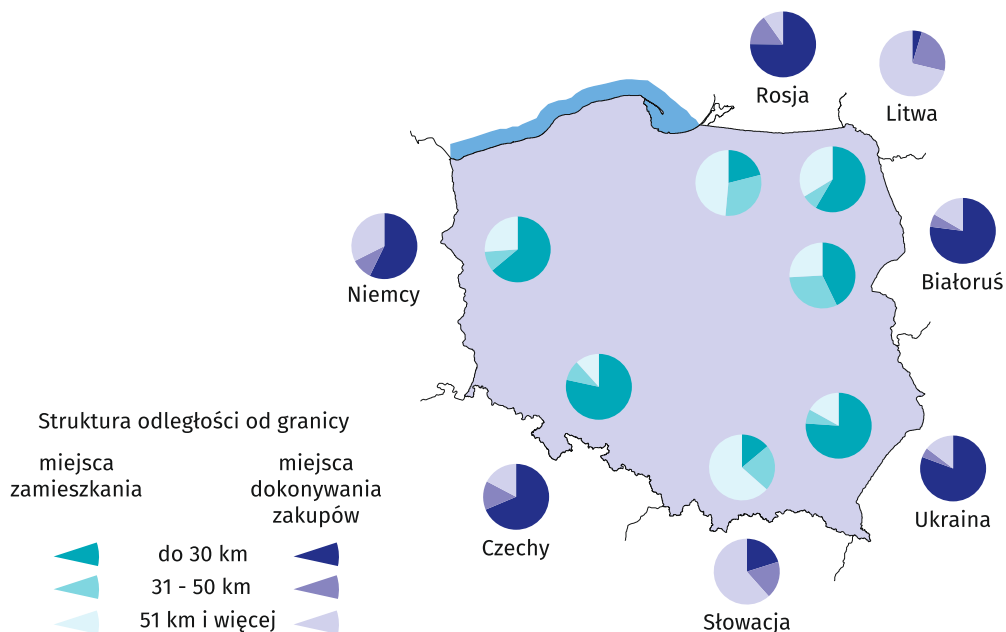 Rosja
Litwa
Niemcy
Białoruś
Struktura odległości od granicy
miejsca
zamieszkania
miejsca
dokonywania
zakupów
do 30 km
31 - 50 km
51 km i więcej
Czechy
Ukraina
Słowacja